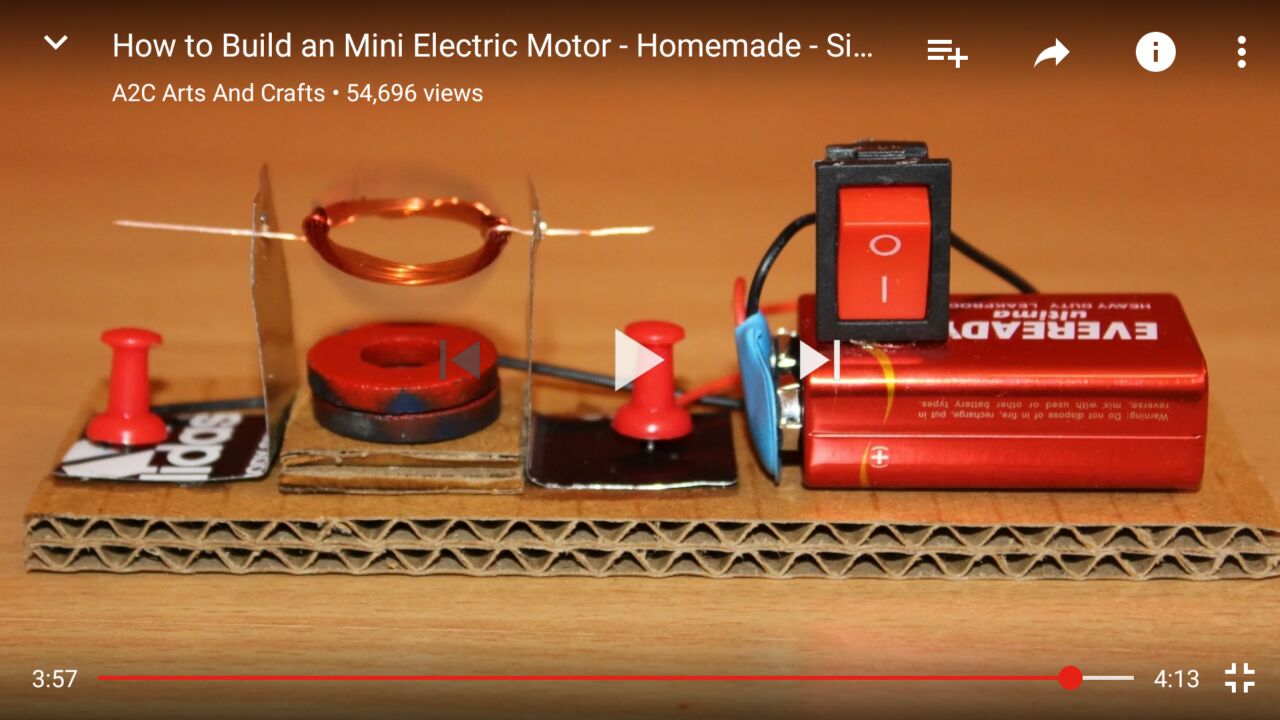 How to Build an Mini Electric Motor - Homemade - Si...
A2C Arts And Crafts • 54,696 views
O
I
HEAVY DUTY LEAKPROOF
ultima
EVEREADY
Warning: Do not dispose of in fire, recharge, put in
reverse, mix with used or other battery types.
+
idas
3:57
4:13